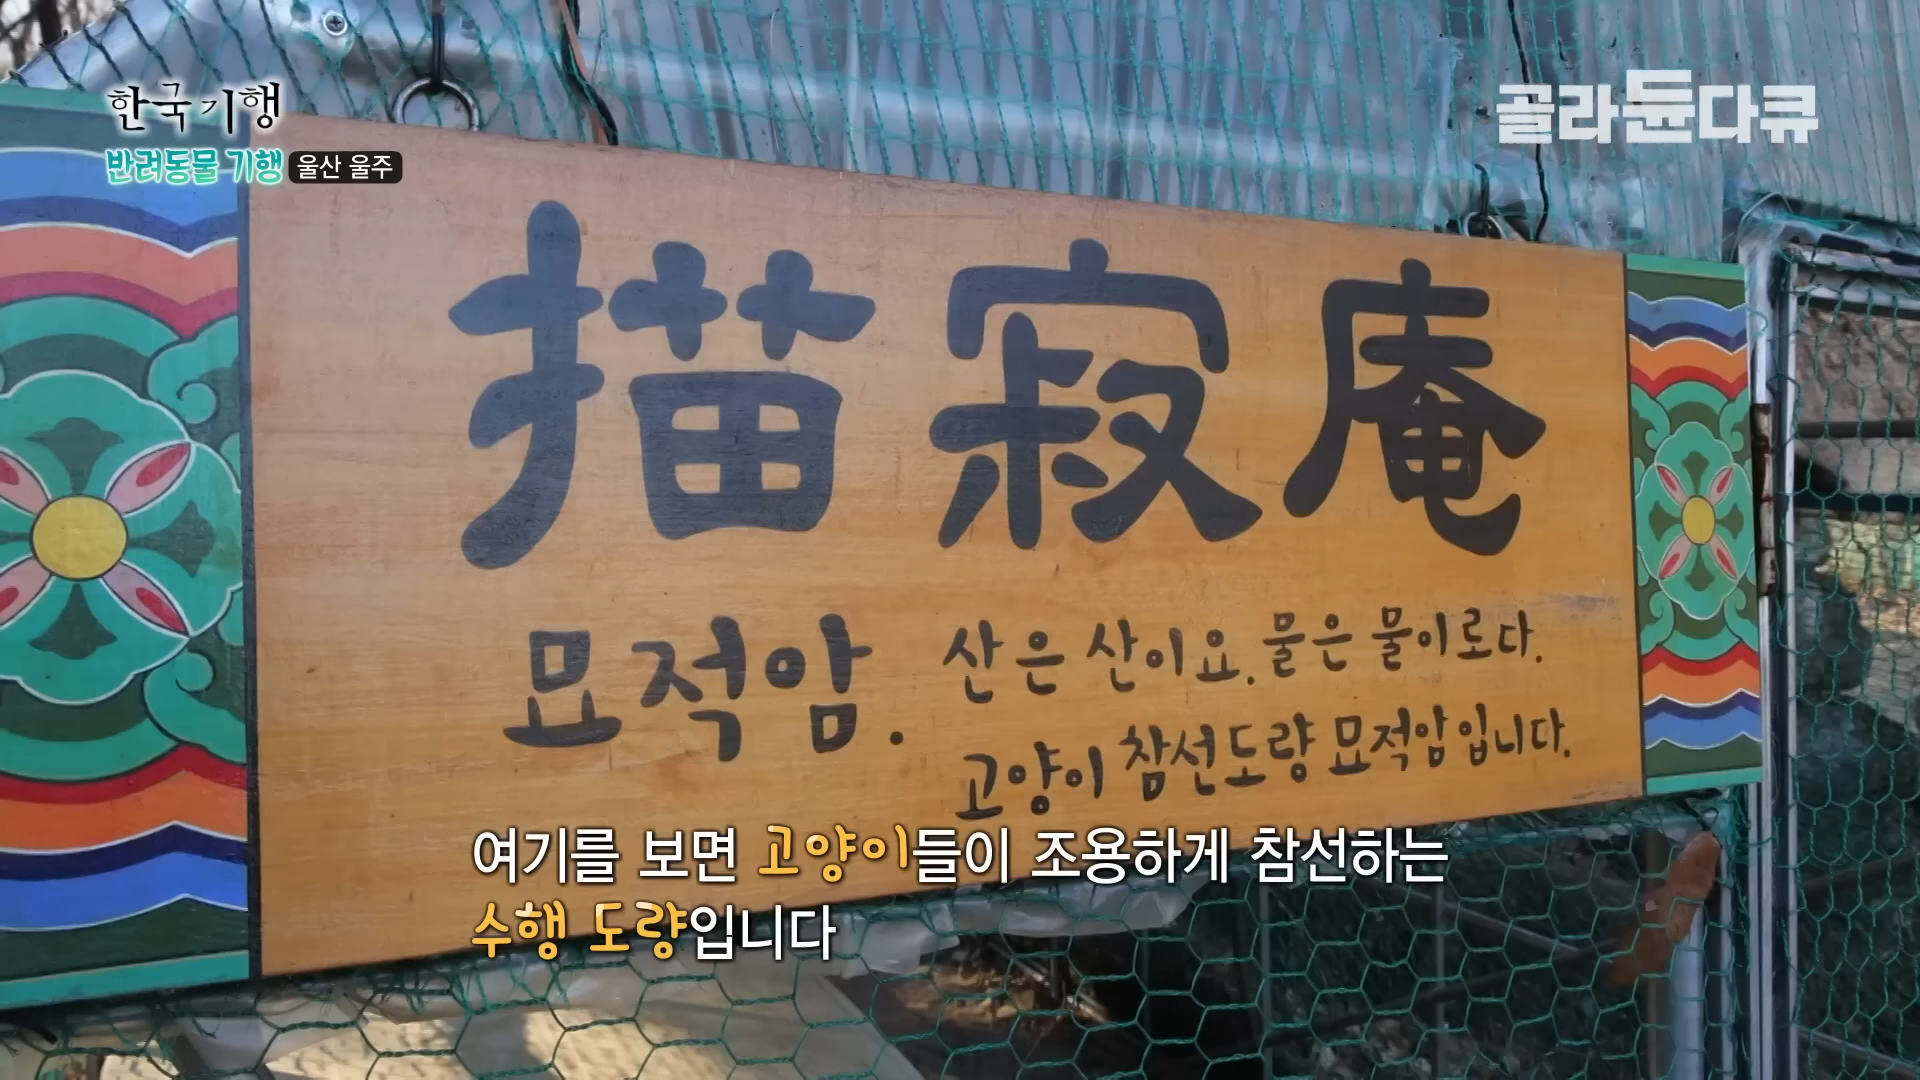 한국기행
반려동물 기행 울산 울주
골라듄다큐
描寂庵
묘적암.
산은 산이요. 물은 물이로다.
고양이 참선도량 묘적암입니다.
여기를 보면 고양이들이 조용하게 참선하는
수행 도량입니다